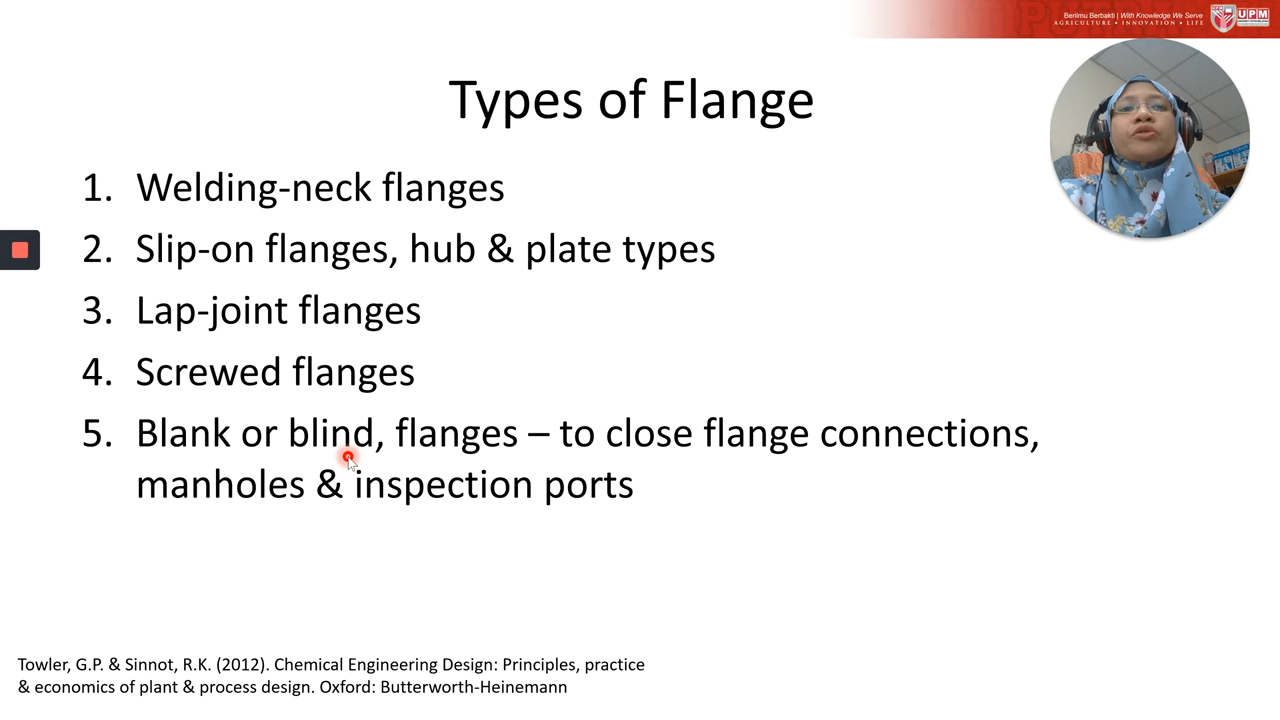 Berilmu Berbakti | With Knowledge We Serve
AGRICULTURE • INNOVATION • LIFE
UPM
Types of Flange
1. Welding-neck flanges
2. Slip-on flanges, hub & plate types
3. Lap-joint flanges
4. Screwed flanges
5. Blank or blind, flanges – to close flange connections,
manholes & inspection ports
Towler, G.P. & Sinnot, R.K. (2012). Chemical Engineering Design: Principles, practice
& economics of plant & process design. Oxford: Butterworth-Heinemann